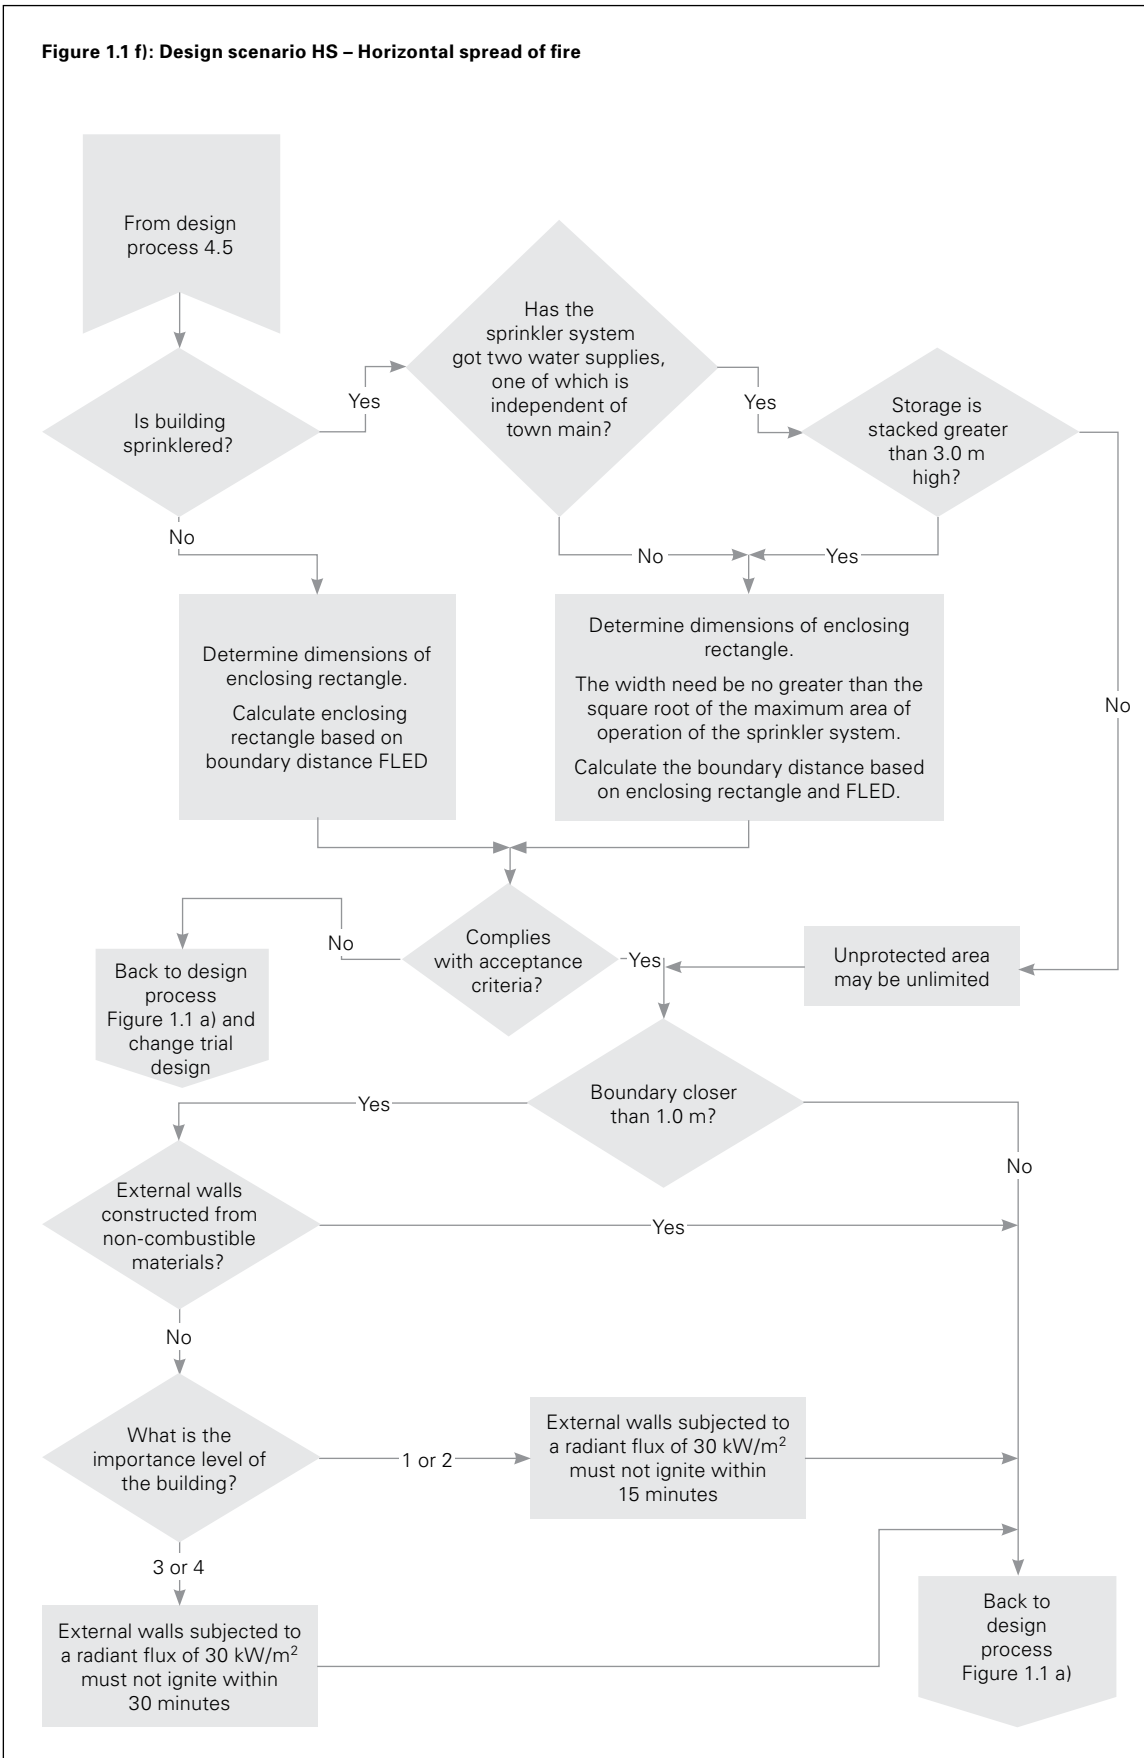 Figure 1.1 f): Design scenario HS – Horizontal spread of fire
From design
process 4.5
Is building
sprinklered?
Yes
No
Has the
sprinkler system
got two water supplies,
one of which is
independent of
town main?
Yes
No
Storage is
stacked greater
than 3.0 m
high?
Yes
No
Determine dimensions of
enclosing rectangle.
Calculate enclosing
rectangle based on
boundary distance FLED
Determine dimensions of enclosing
rectangle.
The width need be no greater than the
square root of the maximum area of
operation of the sprinkler system.
Calculate the boundary distance based
on enclosing rectangle and FLED.
Complies
with acceptance
criteria?
No
Yes
Back to design
process
Figure 1.1 a) and
change trial
design
Unprotected area
may be unlimited
Boundary closer
than 1.0 m?
Yes
No
External walls
constructed from
non-combustible
materials?
Yes
No
What is the
importance level of
the building?
1 or 2
External walls subjected to
a radiant flux of 30 kW/m²
must not ignite within
15 minutes
3 or 4
External walls subjected to
a radiant flux of 30 kW/m²
must not ignite within
30 minutes
Back to
design
process
Figure 1.1 a)